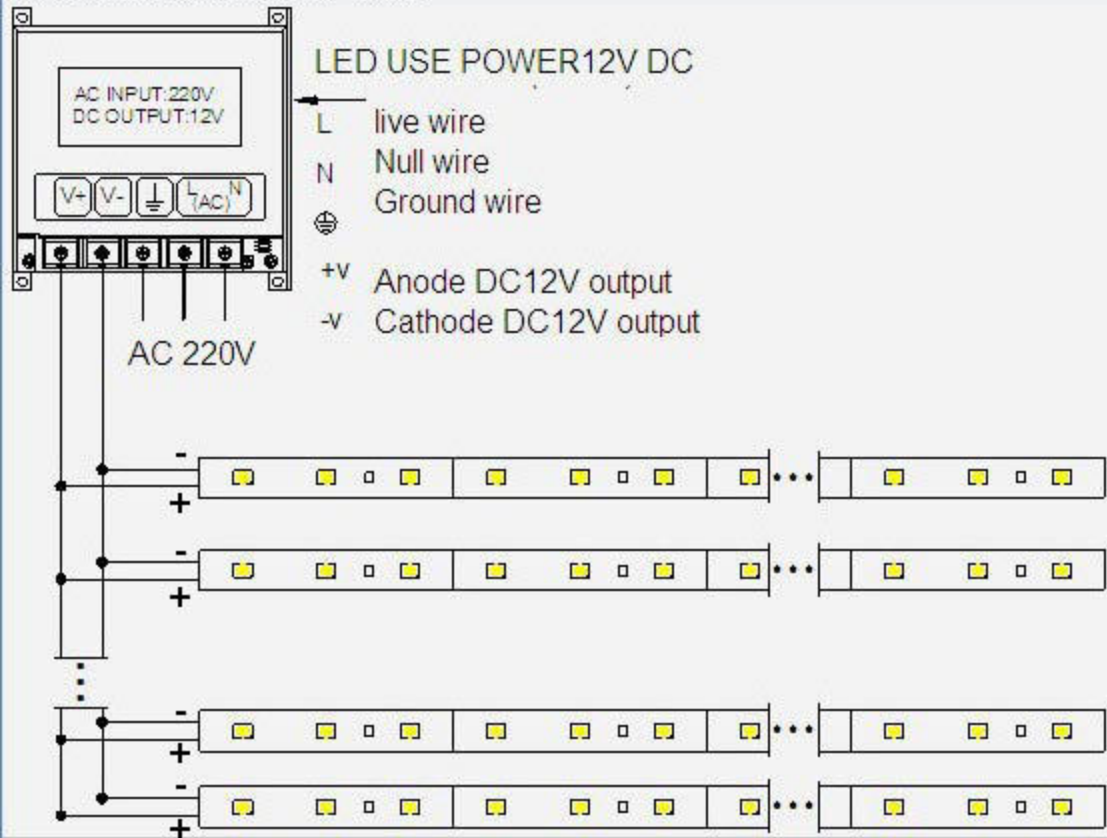 LED USE POWER12V DC
AC INPUT:220V
DC OUTPUT:12V
L live wire
N Null wire
Ground wire
V+ V- L (AC) N
+v Anode DC12V output
-v Cathode DC12V output
AC 220V
-
+
-
+
-
+
-
+